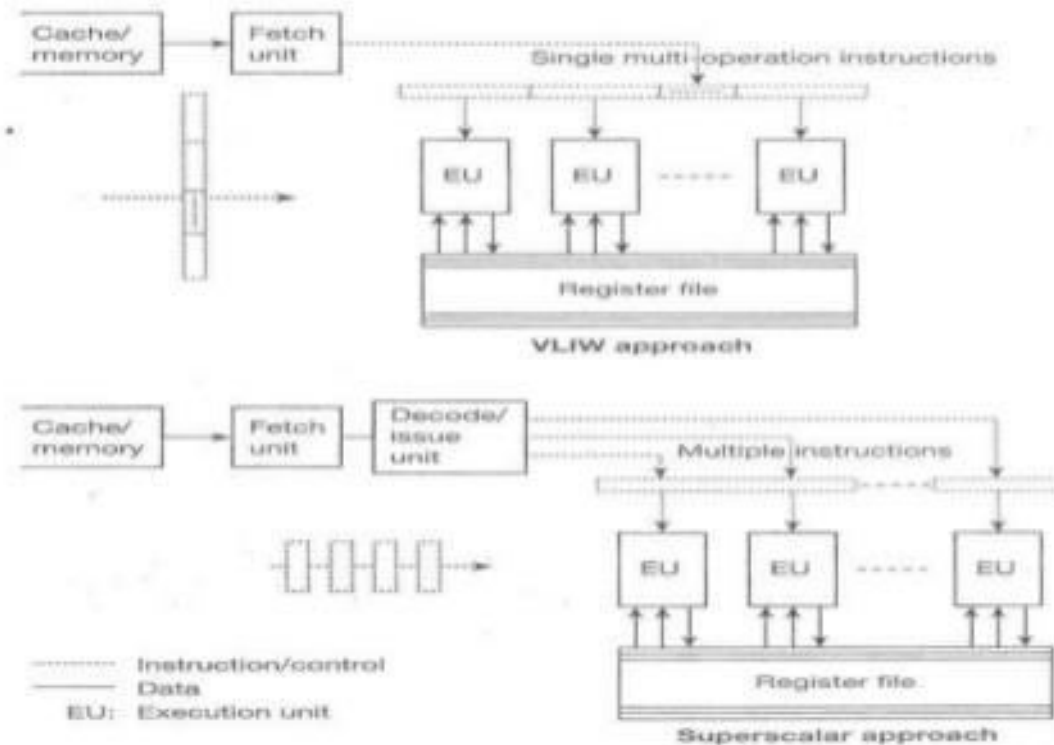 Cache/
memory
Fetch
unit
Single multi-operation instructions
EU
EU
EU
Register file
VLIW approach
Cache/
memory
Fetch
unit
Decode/
issue
unit
Multiple instructions
EU
EU
EU
Register file
Instruction/control
Data
EU: Execution unit
Superscalar approach